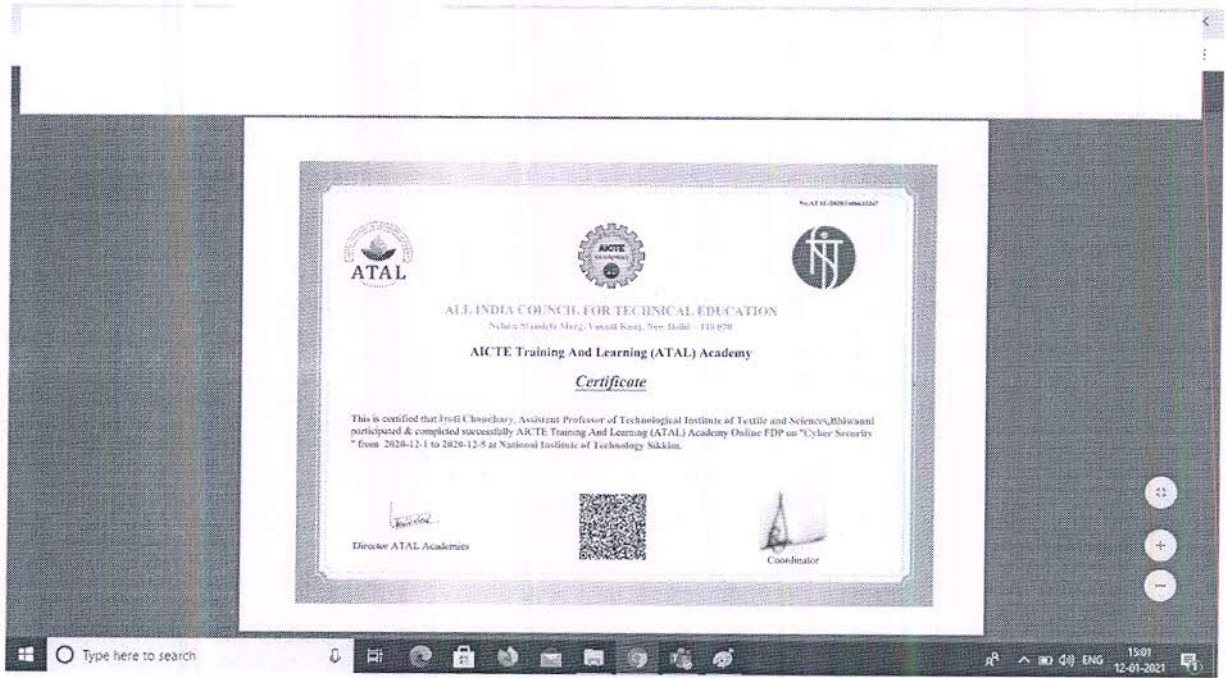 ATAL
AICTE
ALL INDIA COUNCIL FOR TECHNICAL EDUCATION
Nelson Mandela Marg, Vasant Kunj, New Delhi - 110 070
AICTE Training And Learning (ATAL) Academy
Certificate
This is certified that Jyoti Assistant Professor of Technological Institute of Textile and Sciences,Bhiwanni
participated & completed successfully AICTE Training And Learning (ATAL) Academy Online FDP on "Cyber Security
" from 2020-12-1 to 2020-12-5 at National Institute of Technology Sikkim.
Director ATAL Academies
Coordinator
Type here to search
ENG
15:01
12-01-2021